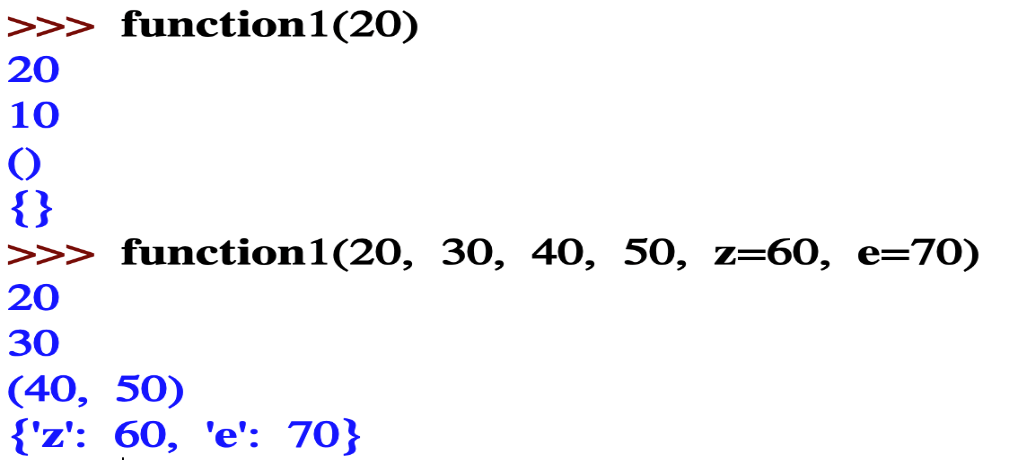 >>> function1(20)
20
10
()
{}
>>> function1(20, 30, 40, 50, z=60, e=70)
20
30
(40, 50)
{'z': 60, 'e': 70}